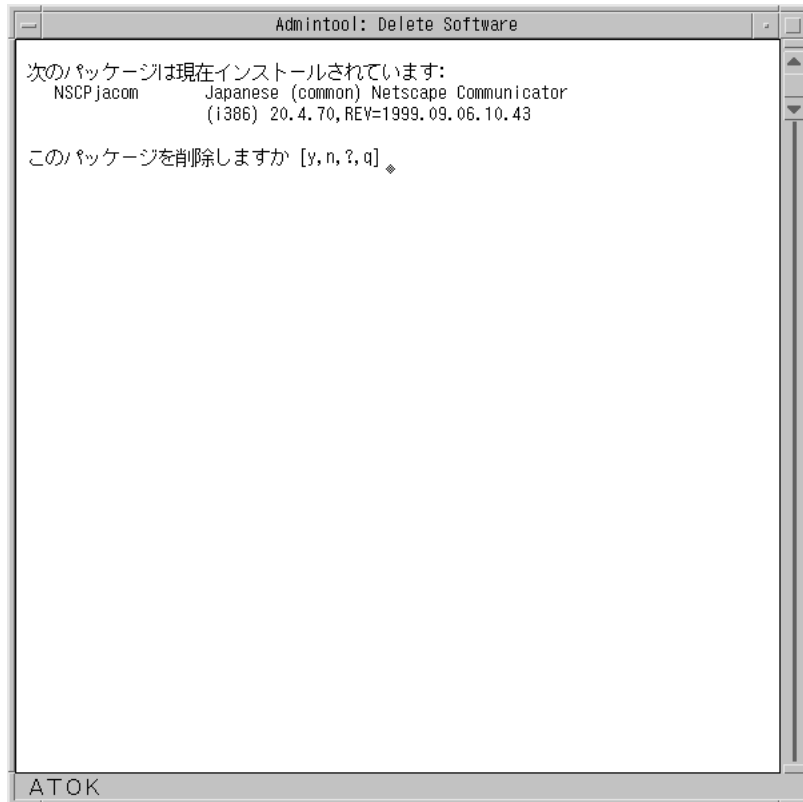 Admintool: Delete Software
次のパッケージは現在インストールされています:
NSCPjacom Japanese (common) Netscape Communicator
(i386) 20.4.70,REV=1999.09.06.10.43
このパッケージを削除しますか [y,n,?,q]
ATOK